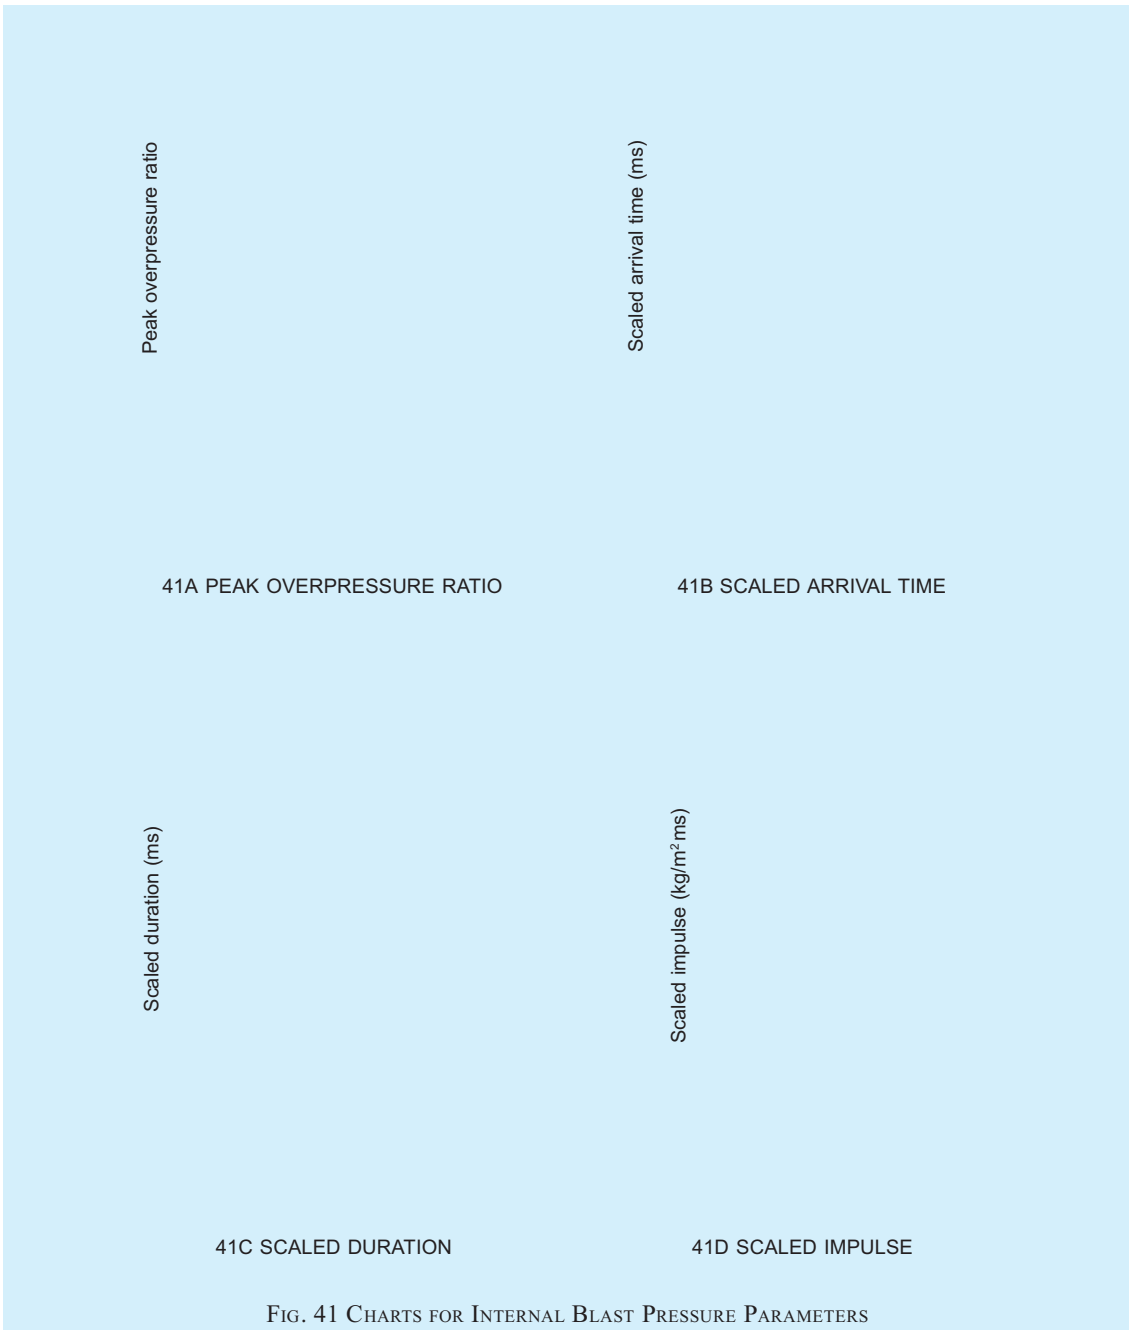 Peak overpressure ratio
Scaled arrival time (ms)
41A PEAK OVERPRESSURE RATIO
41B SCALED ARRIVAL TIME
Scaled duration (ms)
Scaled impulse (kg/m² ms)
41C SCALED DURATION
41D SCALED IMPULSE
FIG. 41 CHARTS FOR INTERNAL BLAST PRESSURE PARAMETERS